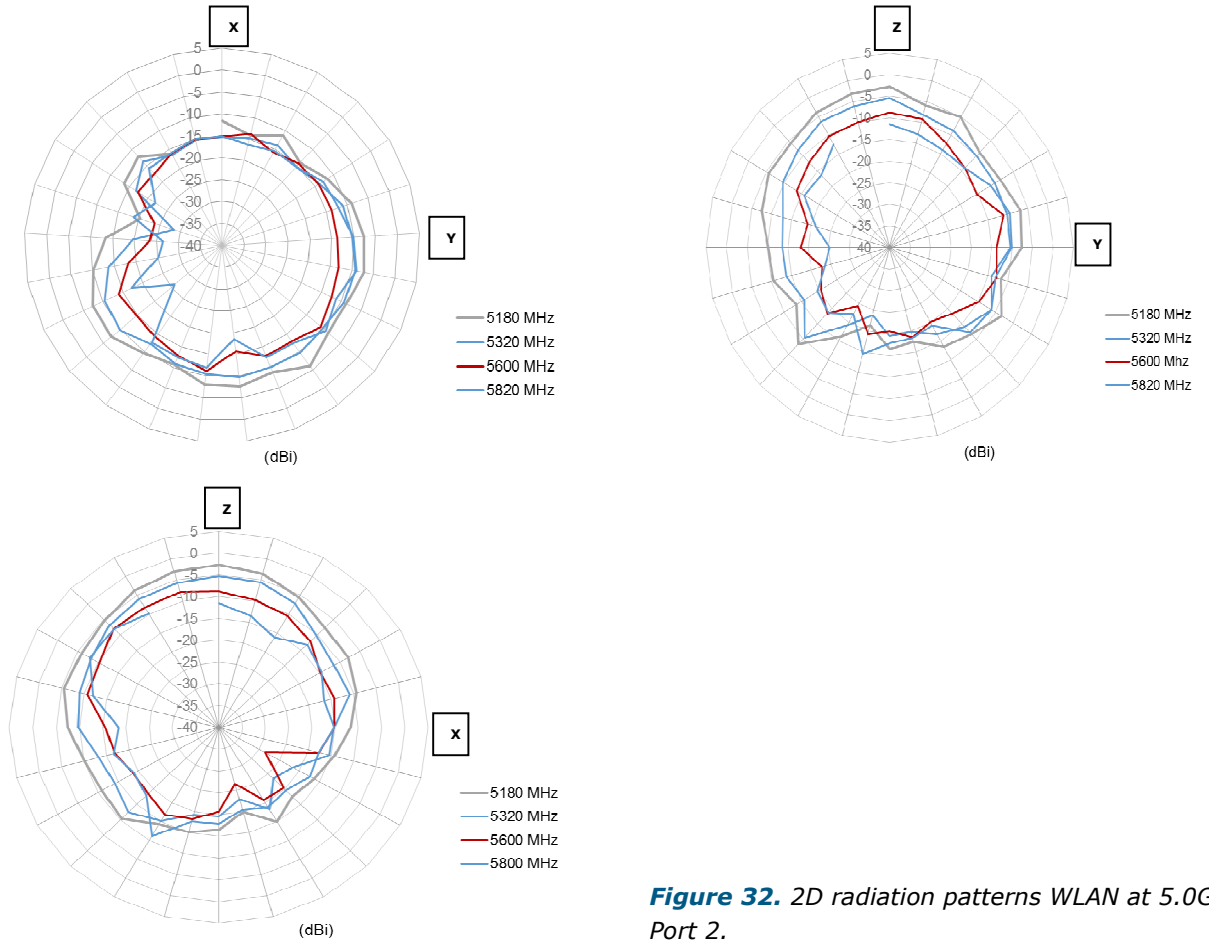 X
5
0
-5
-10
-15
-20
-25
-30
-35
-40
Y
5180 MHz
5320 MHz
5600 MHz
5820 MHz
(dBi)
Z
5
0
-5
-10
-15
-20
-25
-30
-35
40
Y
5180 MHz
5320 MHz
5600 MHz
5820 MHz
(dBi)
Z
5
0
-5
-10
-15
-20
-25
-30
-35
-40
X
5180 MHz
5320 MHz
5600 MHz
5800 MHz
(dBi)
Figure 32. 2D radiation patterns WLAN at 5.0G
Port 2.